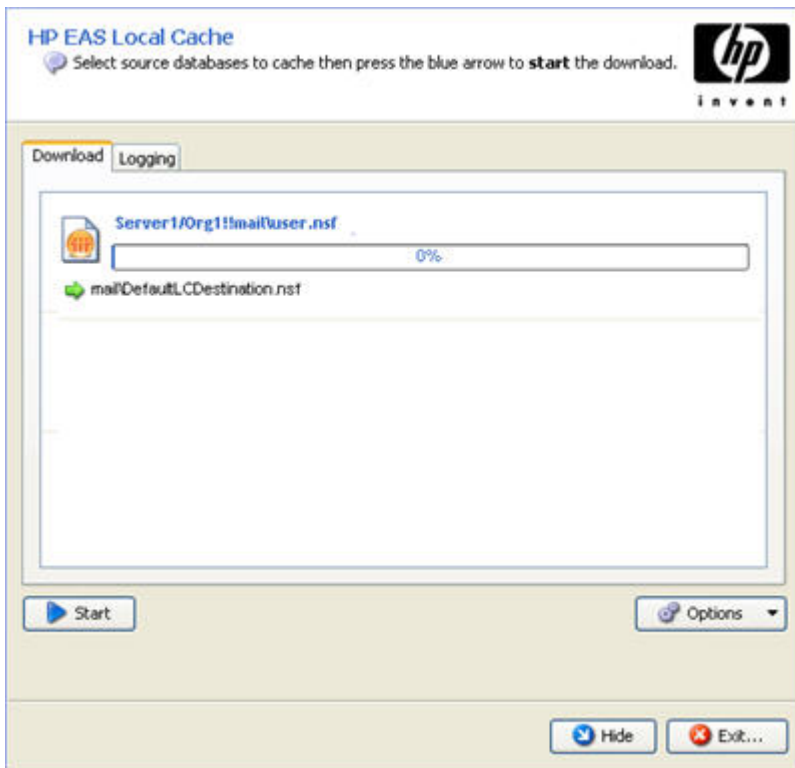 HP EAS Local Cache
Select source databases to cache then press the blue arrow to start the download.
hp
invent
Download
Logging
Server1/Org1!!mail\user.nsf
0%
mail\DefaultLCDestination.nsf
Start
Options
Hide
Exit...